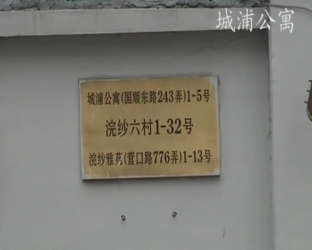 城浦公寓
城浦公寓(国顺东路243弄)1-5号
浣纱六村1-32号
浣纱雅苑(营口路776弄)1-13号